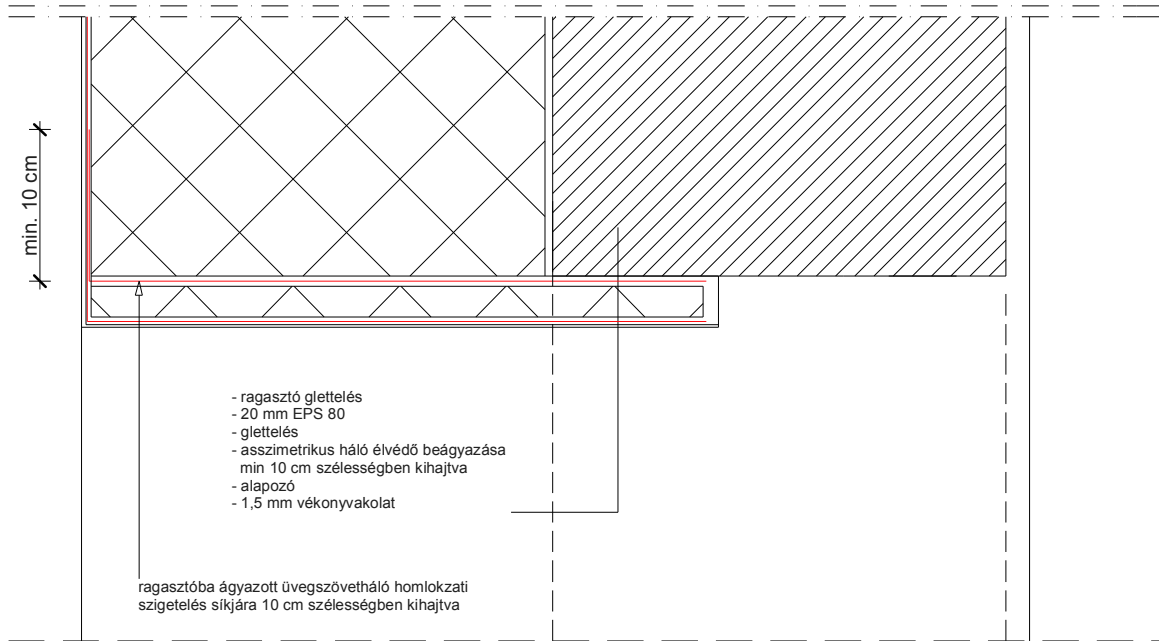 min. 10 cm
- ragasztó glettelés
- 20 mm EPS 80
- glettelés
- asszimetrikus háló élvédő beágyazása
min 10 cm szélességben kihajtva
- alapozó
- 1,5 mm vékonyvakolat
ragasztóba ágyazott üvegszövetháló homlokzati
szigetelés síkjára 10 cm szélességben kihajtva